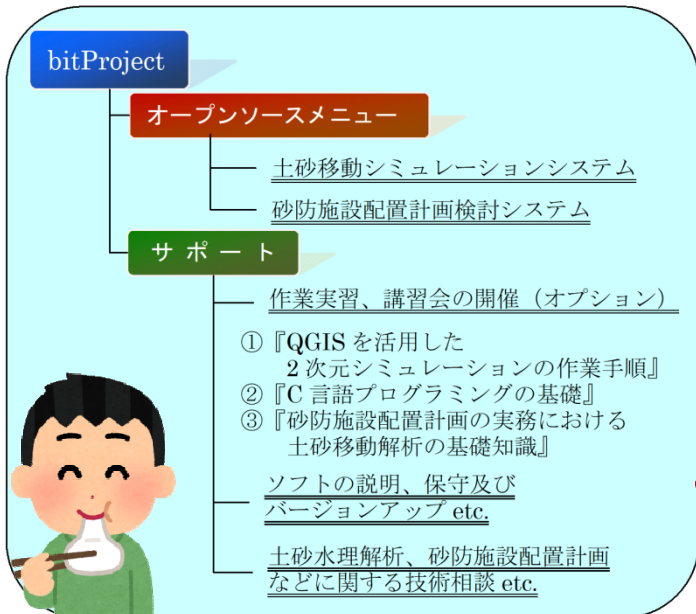 bitProject
オープンソースメニュー
土砂移動シミュレーションシステム
砂防施設配置計画検討システム
サ ポ ー ト
作業実習、講習会の開催（オプション）
①『QGIS を活用した
2 次元シミュレーションの作業手順』
②『C 言語プログラミングの基礎』
③『砂防施設配置計画の実務における
土砂移動解析の基礎知識』
ソフトの説明、保守及び
バージョンアップ etc.
土砂水理解析、砂防施設配置計画
などに関する技術相談 etc.